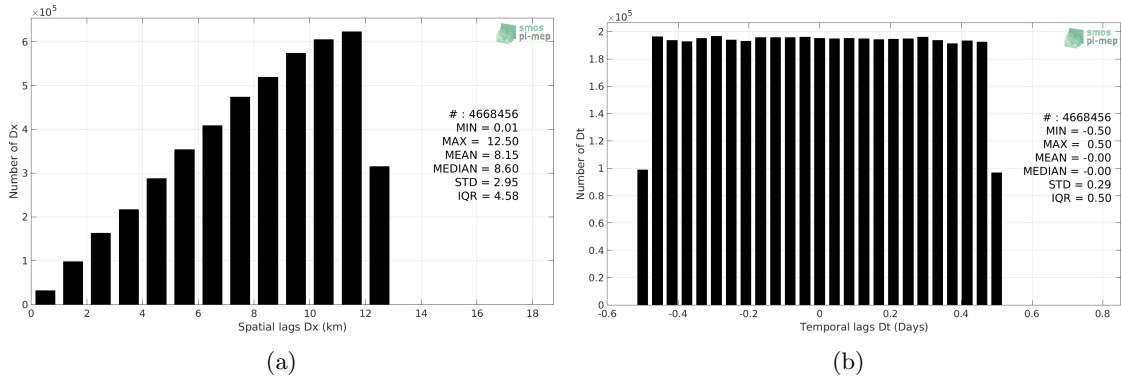 ×10⁵
6
5
4
3
2
1
0
0 2 4 6 8 10 12 14 16 18
Number of Dx
Spatial lags Dx (km)
smos
pi-mep
# : 4668456
MIN = 0.01
MAX = 12.50
MEAN = 8.15
MEDIAN = 8.60
STD = 2.95
IQR = 4.58
(a)
×10⁵
2
1.8
1.6
1.4
1.2
1
0.8
0.6
0.4
0.2
0
-0.6 -0.4 -0.2 0 0.2 0.4 0.6 0.8
Number of Dt
Temporal lags Dt (Days)
smos
pi-mep
# : 4668456
MIN = -0.50
MAX = 0.50
MEAN = -0.00
MEDIAN = -0.00
STD = 0.29
IQR = 0.50
(b)